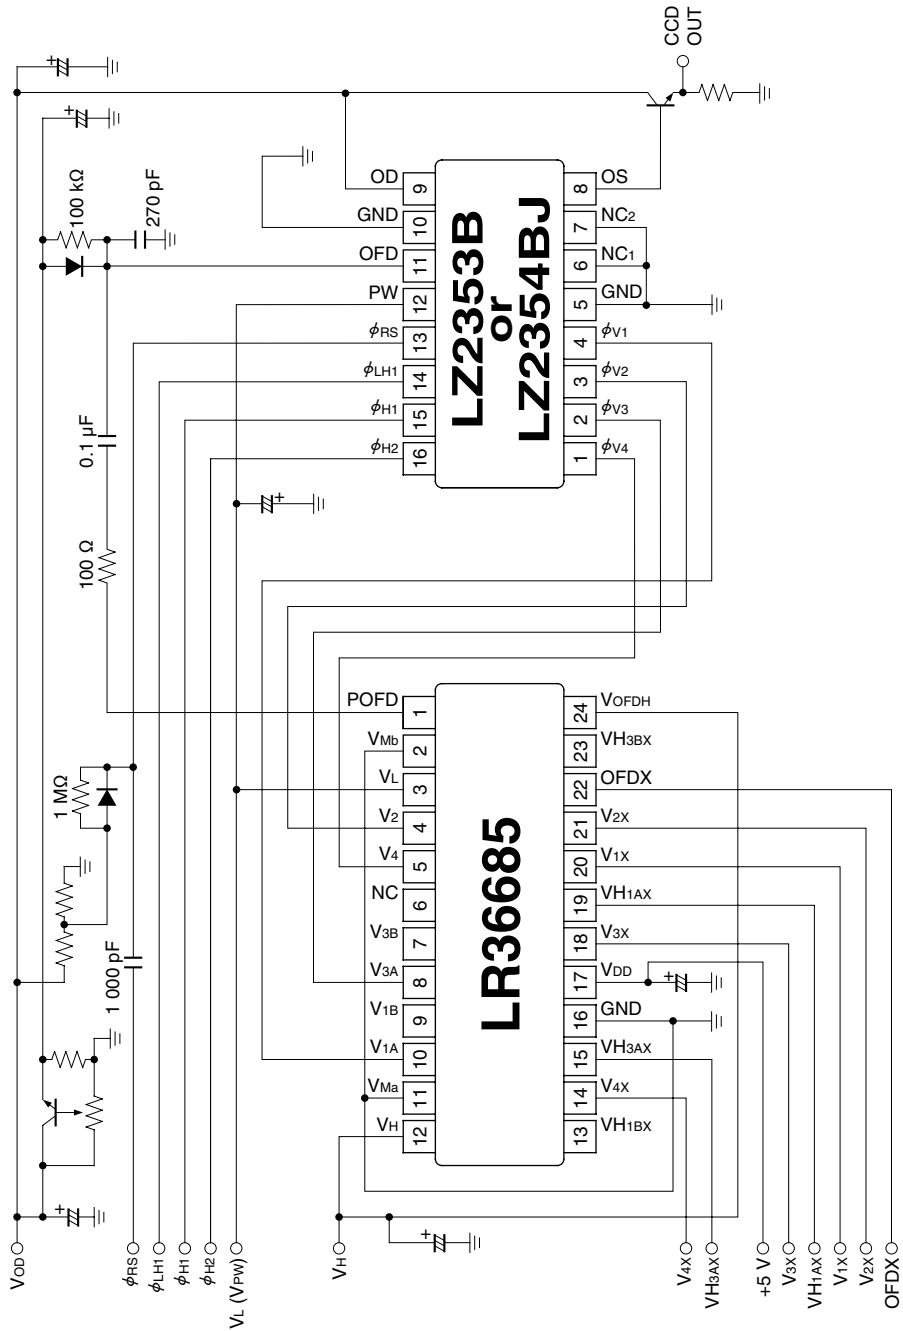 CCD
OUT
100 kΩ
270 pF
0.1 µF
100 Ω
1 MΩ
1 000 pF
OD
GND
OFD
PW
ϕRS
ϕLH1
ϕH1
ϕH2
9
10
11
12
13
14
15
16
LZ2353B
or
LZ2354BJ
8
7
6
5
4
3
2
1
OS
NC2
NC1
GND
ϕV1
ϕV2
ϕV3
ϕV4
POFD
VMb
VL
V2
V4
NC
V3B
V3A
V1B
V1A
VMa
VH
1
2
3
4
5
6
7
8
9
10
11
12
LR36685
24
23
22
21
20
19
18
17
16
15
14
13
VOFDH
VH3BX
OFDX
V2X
V1X
VH1AX
V3X
VDD
GND
VH3AX
V4X
VH1BX
+
+
+
+
+
+
VOD
ϕRS
ϕLH1
ϕH1
ϕH2
VL (VPW)
VH
V4X
VH3AX
+5 V
V3X
VH1AX
V1X
V2X
OFDX